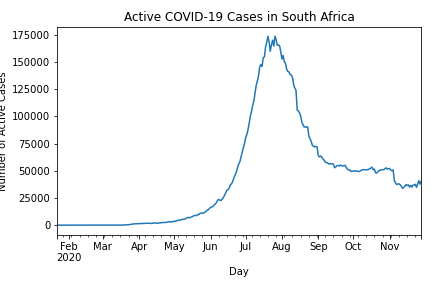 Active COVID-19 Cases in South Africa
Number of Active Cases
175000
150000
125000
100000
75000
50000
25000
0
Feb Mar Apr May Jun Jul Aug Sep Oct Nov
2020
Day